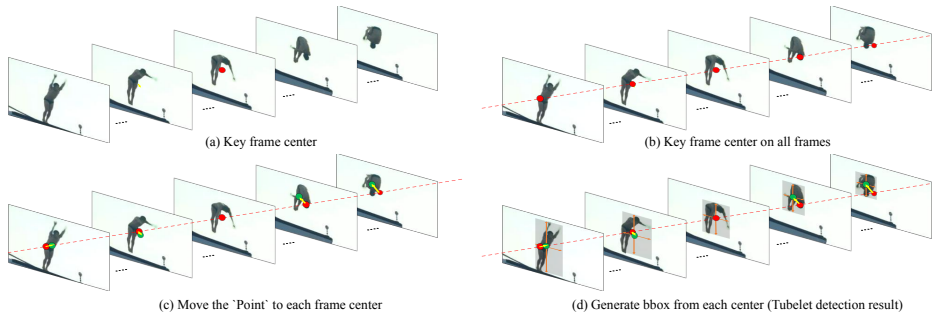 (a) Key frame center
(b) Key frame center on all frames
(c) Move the `Point` to each frame center
(d) Generate bbox from each center (Tubelet detection result)